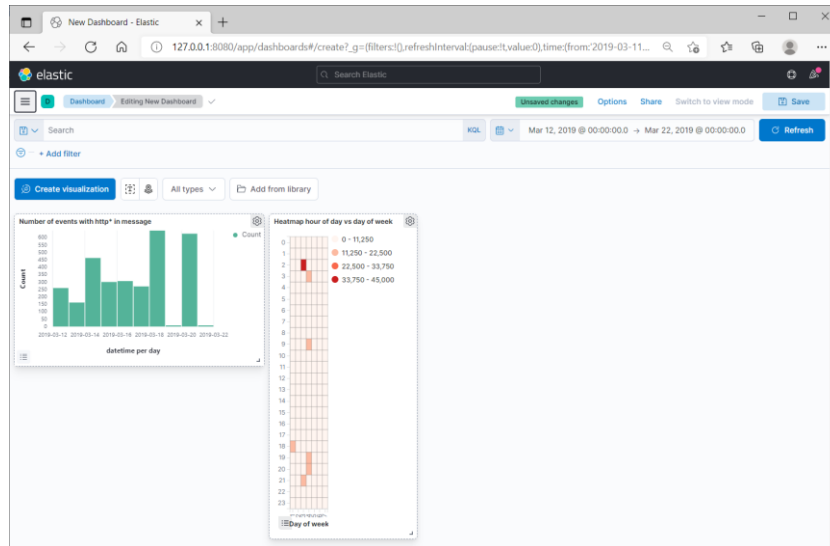 New Dashboard - Elastic
127.0.0.1:8080/app/dashboards#/create?_g=(filters:!(),refreshInterval:(pause:!t,value:0),time:(from:'2019-03-11...
elastic
Search Elastic
D Dashboard Editing New Dashboard Unsaved changes Options Share Switch to view mode Save
Search KQL Mar 12, 2019 @ 00:00:00.0 → Mar 22, 2019 @ 00:00:00.0 Refresh
+ Add filter
Create visualization All types Add from library
Number of events with http* in message
Count
600
550
500
450
400
350
300
250
200
150
100
50
0
Count
2019-03-12 2019-03-14 2019-03-16 2019-03-18 2019-03-20 2019-03-22
datetime per day
Heatmap hour of day vs day of week
0 - 11,250
11,250 - 22,500
22,500 - 33,750
33,750 - 45,000
0
1
2
3
4
5
6
7
8
9
10
11
12
13
14
15
16
17
18
19
20
21
22
23
Day of week